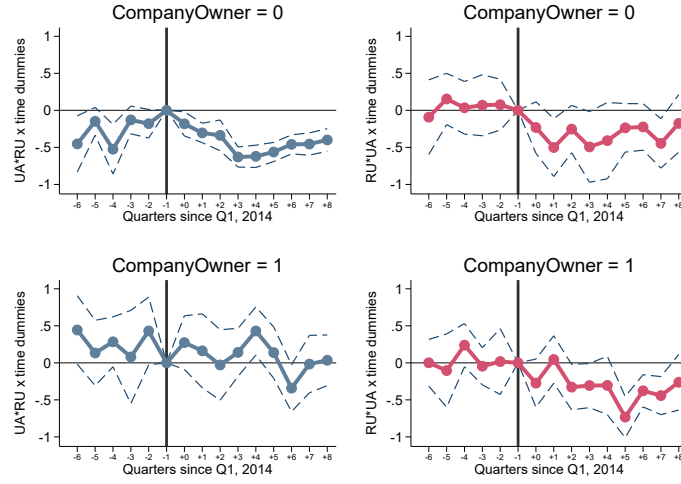 CompanyOwner = 0
UA*RU x time dummies
1
.5
0
-.5
-1
-6 -5 -4 -3 -2 -1 +0 +1 +2 +3 +4 +5 +6 +7 +8
Quarters since Q1, 2014
CompanyOwner = 0
RU*UA x time dummies
1
.5
0
-.5
-1
-6 -5 -4 -3 -2 -1 +0 +1 +2 +3 +4 +5 +6 +7 +8
Quarters since Q1, 2014
CompanyOwner = 1
UA*RU x time dummies
1
.5
0
-.5
-1
-6 -5 -4 -3 -2 -1 +0 +1 +2 +3 +4 +5 +6 +7 +8
Quarters since Q1, 2014
CompanyOwner = 1
RU*UA x time dummies
1
.5
0
-.5
-1
-6 -5 -4 -3 -2 -1 +0 +1 +2 +3 +4 +5 +6 +7 +8
Quarters since Q1, 2014